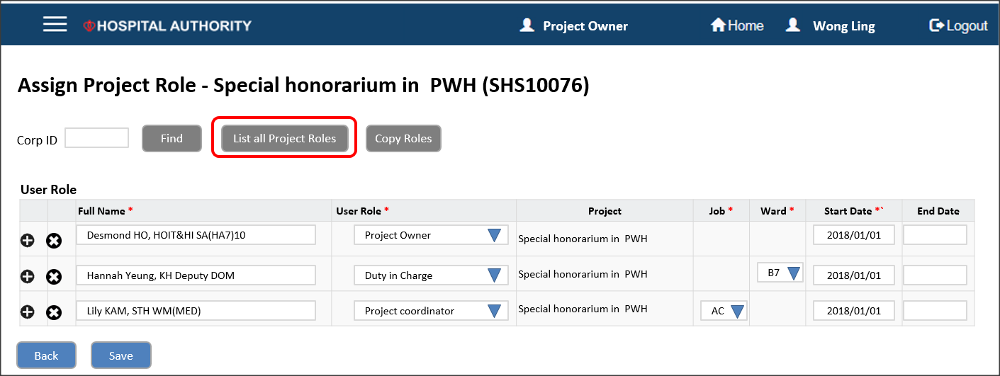 HOSPITAL AUTHORITY Project Owner Home Wong Ling Logout
Assign Project Role - Special honorarium in PWH (SHS10076)
Corp ID Find List all Project Roles Copy Roles
User Role
Full Name * User Role * Project Job * Ward * Start Date *` End Date
Desmond HO, HOIT&HI SA(HA7)10 Project Owner Special honorarium in PWH 2018/01/01
Hannah Yeung, KH Deputy DOM Duty in Charge Special honorarium in PWH B7 2018/01/01
Lily KAM, STH WM(MED) Project coordinator Special honorarium in PWH AC 2018/01/01
Back Save